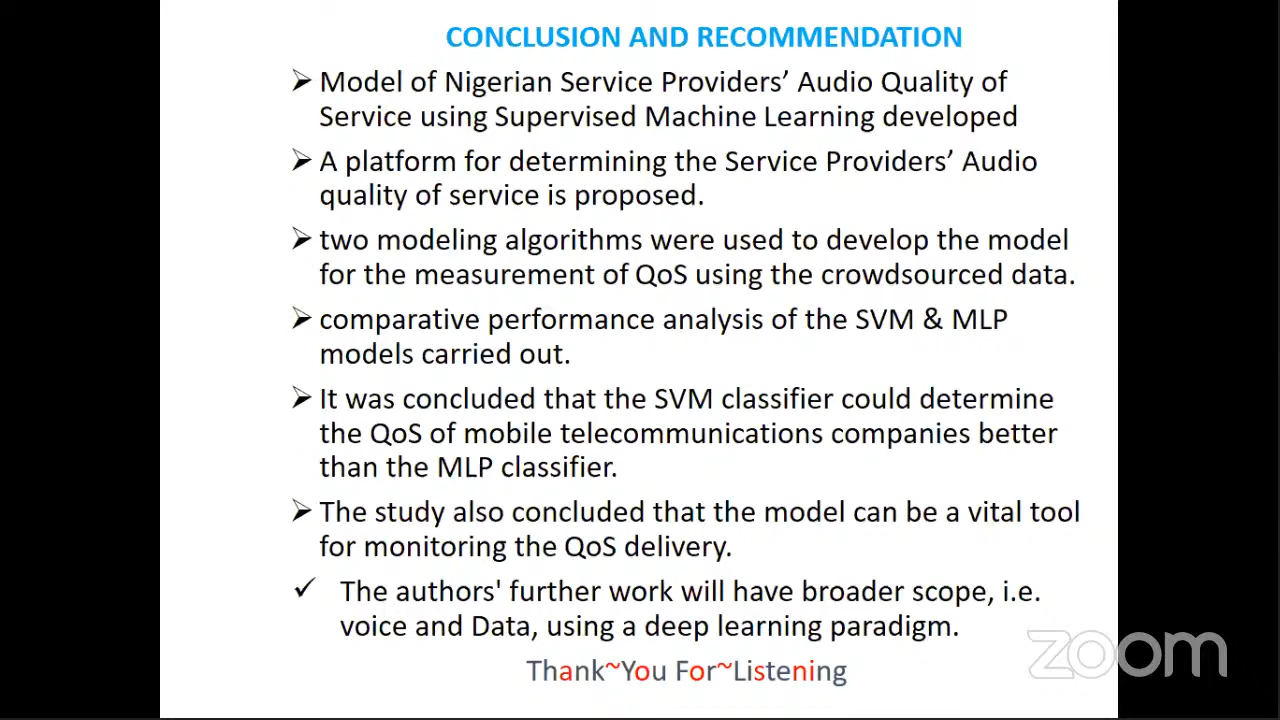 CONCLUSION AND RECOMMENDATION
➢ Model of Nigerian Service Providers’ Audio Quality of
Service using Supervised Machine Learning developed
➢ A platform for determining the Service Providers’ Audio
quality of service is proposed.
➢ two modeling algorithms were used to develop the model
for the measurement of QoS using the crowdsourced data.
➢ comparative performance analysis of the SVM & MLP
models carried out.
➢ It was concluded that the SVM classifier could determine
the QoS of mobile telecommunications companies better
than the MLP classifier.
➢ The study also concluded that the model can be a vital tool
for monitoring the QoS delivery.
✓ The authors' further work will have broader scope, i.e.
voice and Data, using a deep learning paradigm.
Thank~You For~Listening
zoom